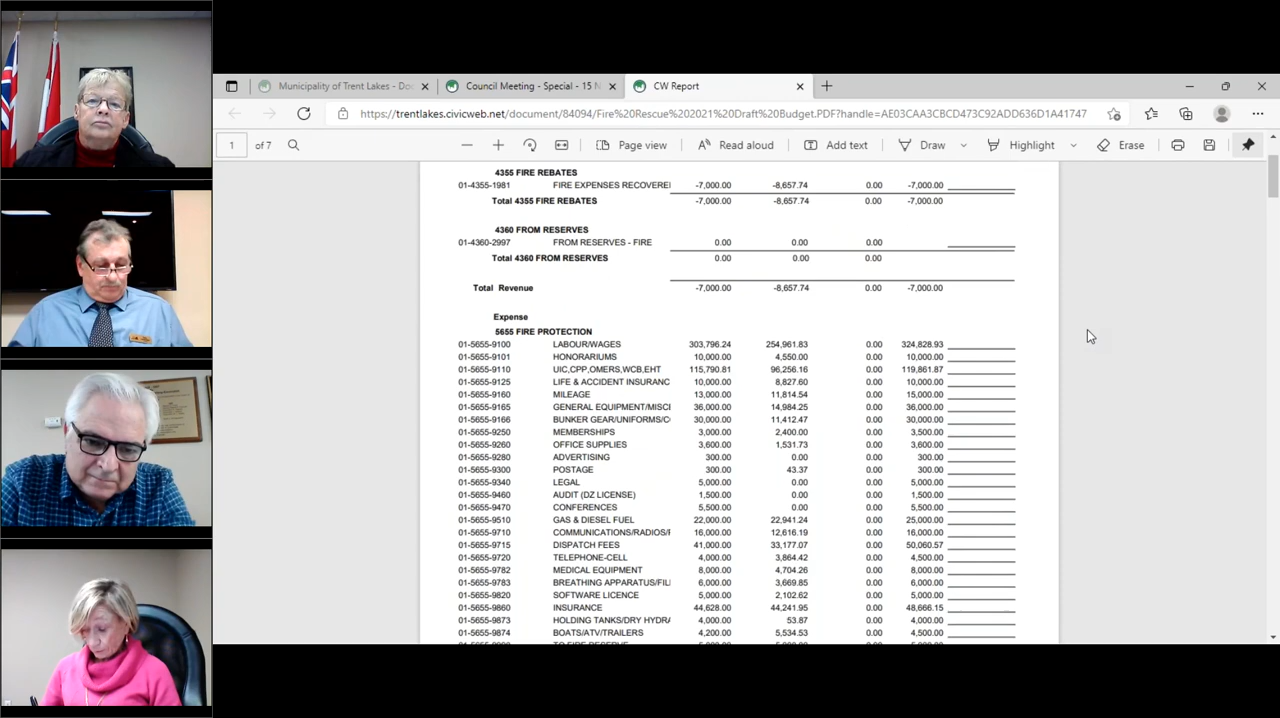 Municipality of Trent Lakes - Doc
Council Meeting - Special - 15 N
CW Report
https://trentlakes.civicweb.net/document/84094/Fire%20Rescue%202021%20Draft%20Budget.PDF?handle=AE03CAA3CBCD473C92ADD636D1A41747
1 of 7 Page view Read aloud Add text Draw Highlight Erase
4355 FIRE REBATES
01-4355-1981 FIRE EXPENSES RECOVERE -7,000.00 -8,657.74 0.00 -7,000.00
Total 4355 FIRE REBATES -7,000.00 -8,657.74 0.00 -7,000.00
4360 FROM RESERVES
01-4360-2997 FROM RESERVES - FIRE 0.00 0.00 0.00
Total 4360 FROM RESERVES 0.00 0.00 0.00
Total Revenue -7,000.00 -8,657.74 0.00 -7,000.00
Expense
5655 FIRE PROTECTION
01-5655-9100 LABOUR/WAGES 303,796.24 254,961.83 0.00 324,828.93
01-5655-9101 HONORARIUMS 10,000.00 4,550.00 0.00 10,000.00
01-5655-9110 UIC,CPP,OMERS,WCB,EHT 115,790.81 96,256.16 0.00 119,861.87
01-5655-9125 LIFE & ACCIDENT INSURANC 10,000.00 8,827.60 0.00 10,000.00
01-5655-9160 MILEAGE 13,000.00 11,814.54 0.00 15,000.00
01-5655-9165 GENERAL EQUIPMENT/MISCI 36,000.00 14,984.25 0.00 36,000.00
01-5655-9166 BUNKER GEAR/UNIFORMS/C 30,000.00 11,412.47 0.00 30,000.00
01-5655-9250 MEMBERSHIPS 3,000.00 2,400.00 0.00 3,500.00
01-5655-9260 OFFICE SUPPLIES 3,600.00 1,531.73 0.00 3,600.00
01-5655-9280 ADVERTISING 300.00 0.00 0.00 300.00
01-5655-9300 POSTAGE 300.00 43.37 0.00 300.00
01-5655-9340 LEGAL 5,000.00 0.00 0.00 5,000.00
01-5655-9460 AUDIT (DZ LICENSE) 1,500.00 0.00 0.00 1,500.00
01-5655-9470 CONFERENCES 5,500.00 0.00 0.00 5,500.00
01-5655-9510 GAS & DIESEL FUEL 22,000.00 22,941.24 0.00 25,000.00
01-5655-9710 COMMUNICATIONS/RADIOS/F 16,000.00 12,616.19 0.00 16,000.00
01-5655-9715 DISPATCH FEES 41,000.00 33,177.07 0.00 50,060.57
01-5655-9720 TELEPHONE-CELL 4,000.00 3,864.42 0.00 4,500.00
01-5655-9782 MEDICAL EQUIPMENT 8,000.00 4,704.26 0.00 8,000.00
01-5655-9783 BREATHING APPARATUS/FIL 6,000.00 3,669.85 0.00 6,000.00
01-5655-9820 SOFTWARE LICENCE 5,000.00 2,102.62 0.00 5,000.00
01-5655-9860 INSURANCE 44,628.00 44,241.95 0.00 48,666.15
01-5655-9873 HOLDING TANKS/DRY HYDRA 4,000.00 53.87 0.00 4,000.00
01-5655-9874 BOATS/ATV/TRAILERS 4,200.00 5,534.53 0.00 4,500.00